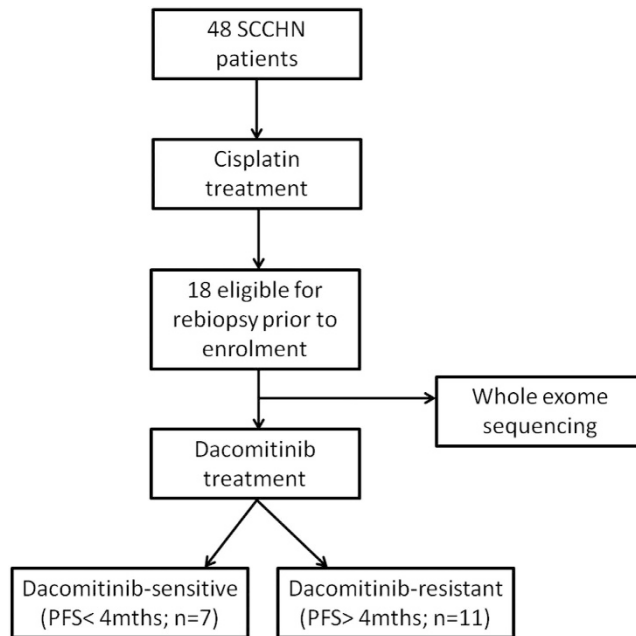 48 SCCHN
patients
Cisplatin
treatment
18 eligible for
rebiopsy prior to
enrolment
Whole exome
sequencing
Dacomitinib
treatment
Dacomitinib-sensitive
(PFS< 4mths; n=7)
Dacomitinib-resistant
(PFS> 4mths; n=11)